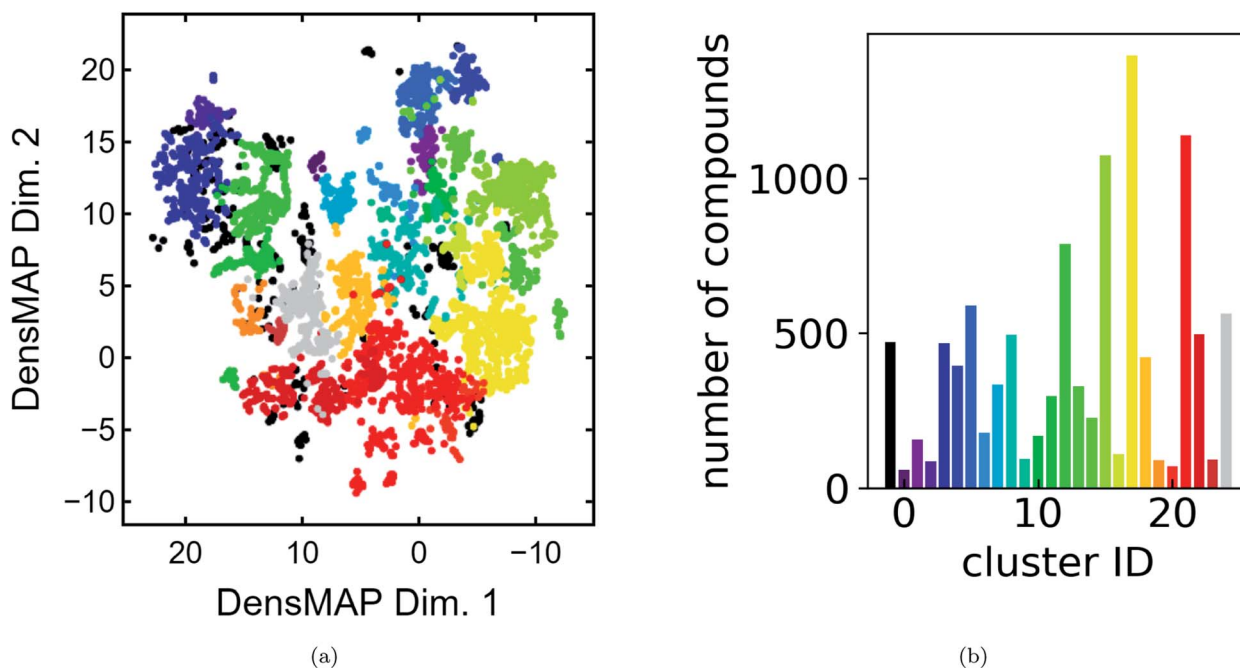 DensMAP Dim. 2
20
15
10
5
0
−5
−10
20 10 0 −10
DensMAP Dim. 1
(a)
number of compounds
1000
500
0
0 10 20
cluster ID
(b)